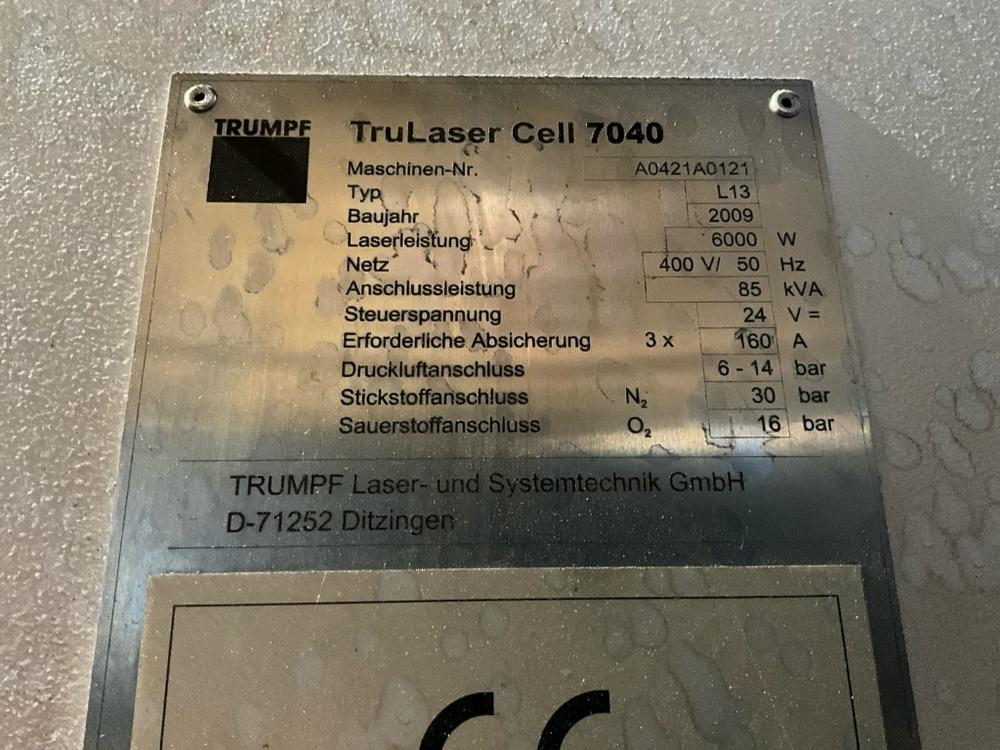 TRUMPF
TruLaser Cell 7040
Maschinen-Nr. A0421A0121
Typ L13
Baujahr 2009
Laserleistung 6000 W
Netz 400 V/ 50 Hz
Anschlussleistung 85 kVA
Steuerspannung 24 V =
Erforderliche Absicherung 3 x 160 A
Druckluftanschluss 6 - 14 bar
Stickstoffanschluss N₂ 30 bar
Sauerstoffanschluss O₂ 16 bar
TRUMPF Laser- und Systemtechnik GmbH
D-71252 Ditzingen
CE